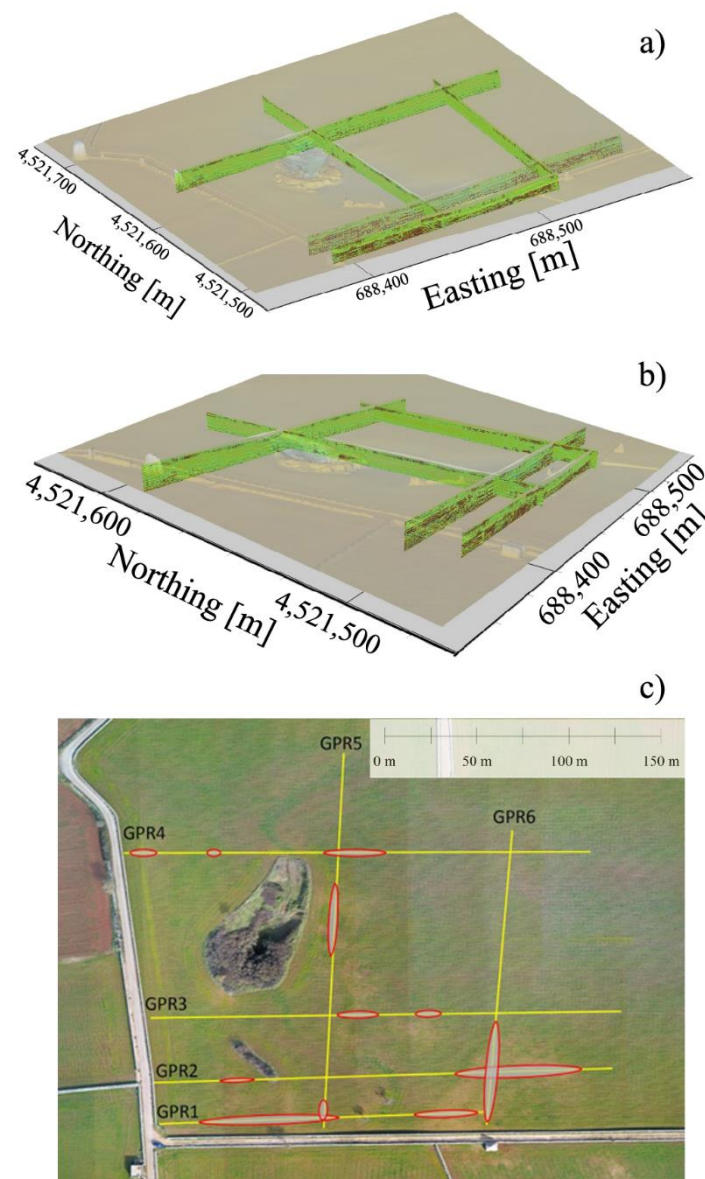 a)
4,521,700
4,521,600
4,521,500
Northing [m]
688,400
688,500
Easting [m]
b)
4,521,600
4,521,500
Northing [m]
688,400
688,500
Easting [m]
c)
0 m 50 m 100 m 150 m
GPR5
GPR6
GPR4
GPR3
GPR2
GPR1